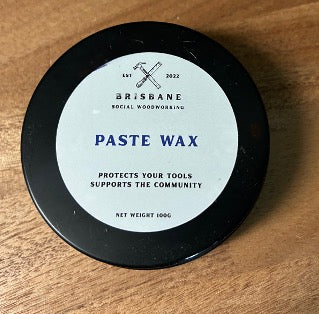 EST 2022
BRISBANE
SOCIAL WOODWORKING
PASTE WAX
PROTECTS YOUR TOOLS
SUPPORTS THE COMMUNITY
NET WEIGHT 100G